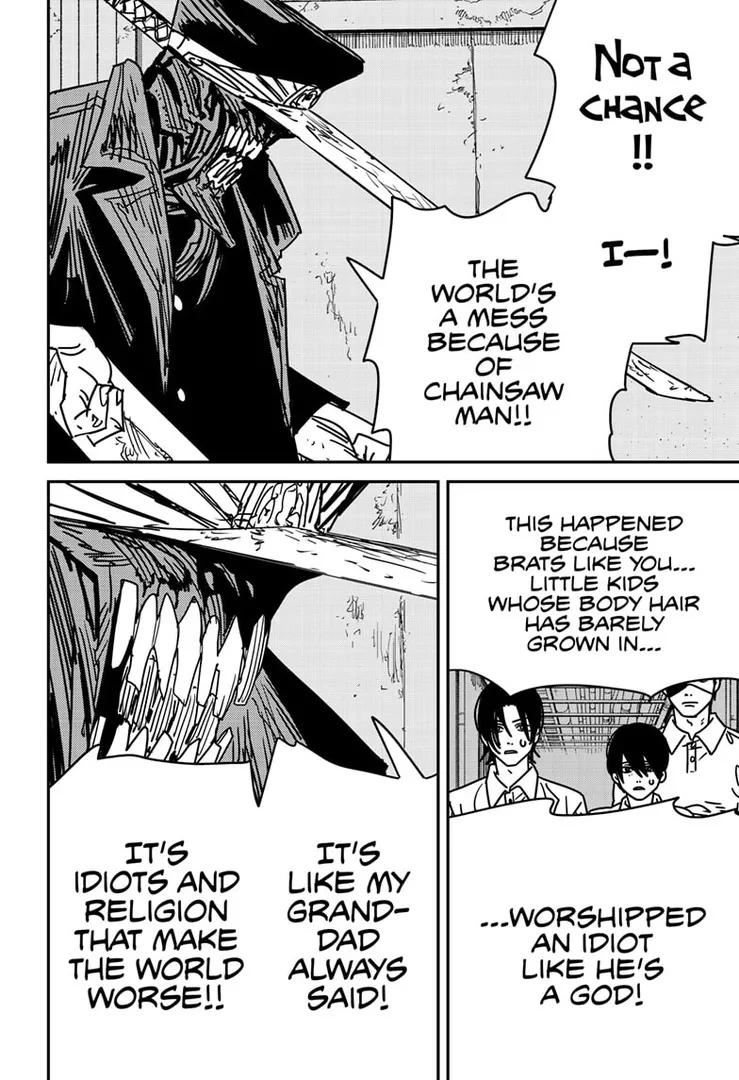 NOT A
CHANCE
!!
I—!
THE
WORLD'S
A MESS
BECAUSE
OF
CHAINSAW
MAN!!
THIS HAPPENED
BECAUSE
BRATS LIKE YOU...
LITTLE KIDS
WHOSE BODY HAIR
HAS BARELY
GROWN IN...
...WORSHIPPED
AN IDIOT
LIKE HE'S
A GOD!
IT'S
LIKE MY
GRAND-
DAD
ALWAYS
SAID!
IT'S
IDIOTS AND
RELIGION
THAT MAKE
THE WORLD
WORSE!!